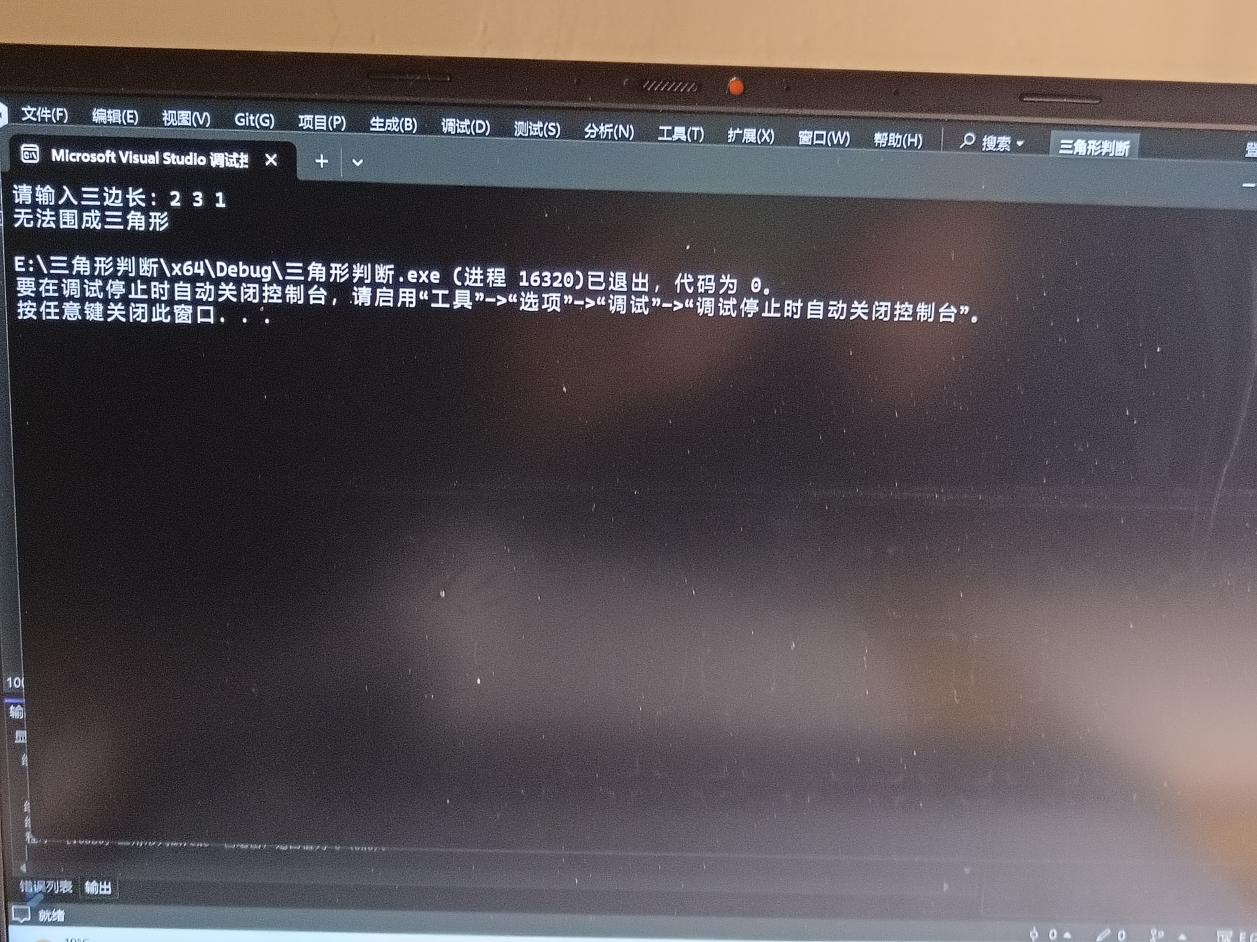 文件(F) 编辑(E) 视图(V) Git(G) 项目(P) 生成(B) 调试(D) 测试(S) 分析(N) 工具(T) 扩展(X) 窗口(W) 帮助(H) 搜索 三角形判断
Microsoft Visual Studio 调试
请输入三边长: 2 3 1
无法围成三角形
E:\三角形判断\x64\Debug\三角形判断.exe (进程 16320)已退出，代码为 0。
要在调试停止时自动关闭控制台，请启用“工具”->“选项”->“调试”->“调试停止时自动关闭控制台”。
按任意键关闭此窗口. . .
错误列表 输出
就绪
0 0